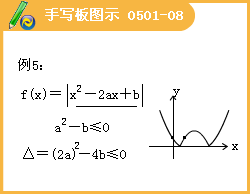 手写板图示 0501-08
例5：
f(x)=|x²-2ax+b|
a²-b≤0
△=(2a)²-4b≤0
y
x